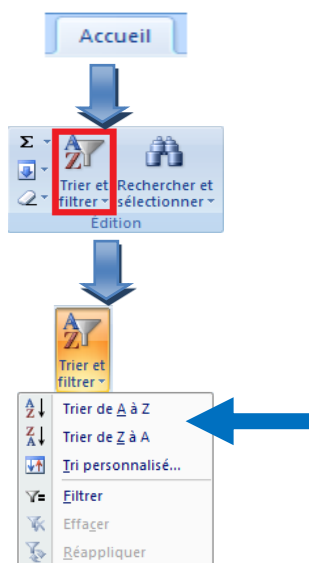 Accueil
Σ
Trier et Rechercher et
filtrer sélectionner
Édition
Trier et
filtrer
Trier de A à Z
Trier de Z à A
Tri personnalisé...
Filtrer
Effacer
Réappliquer